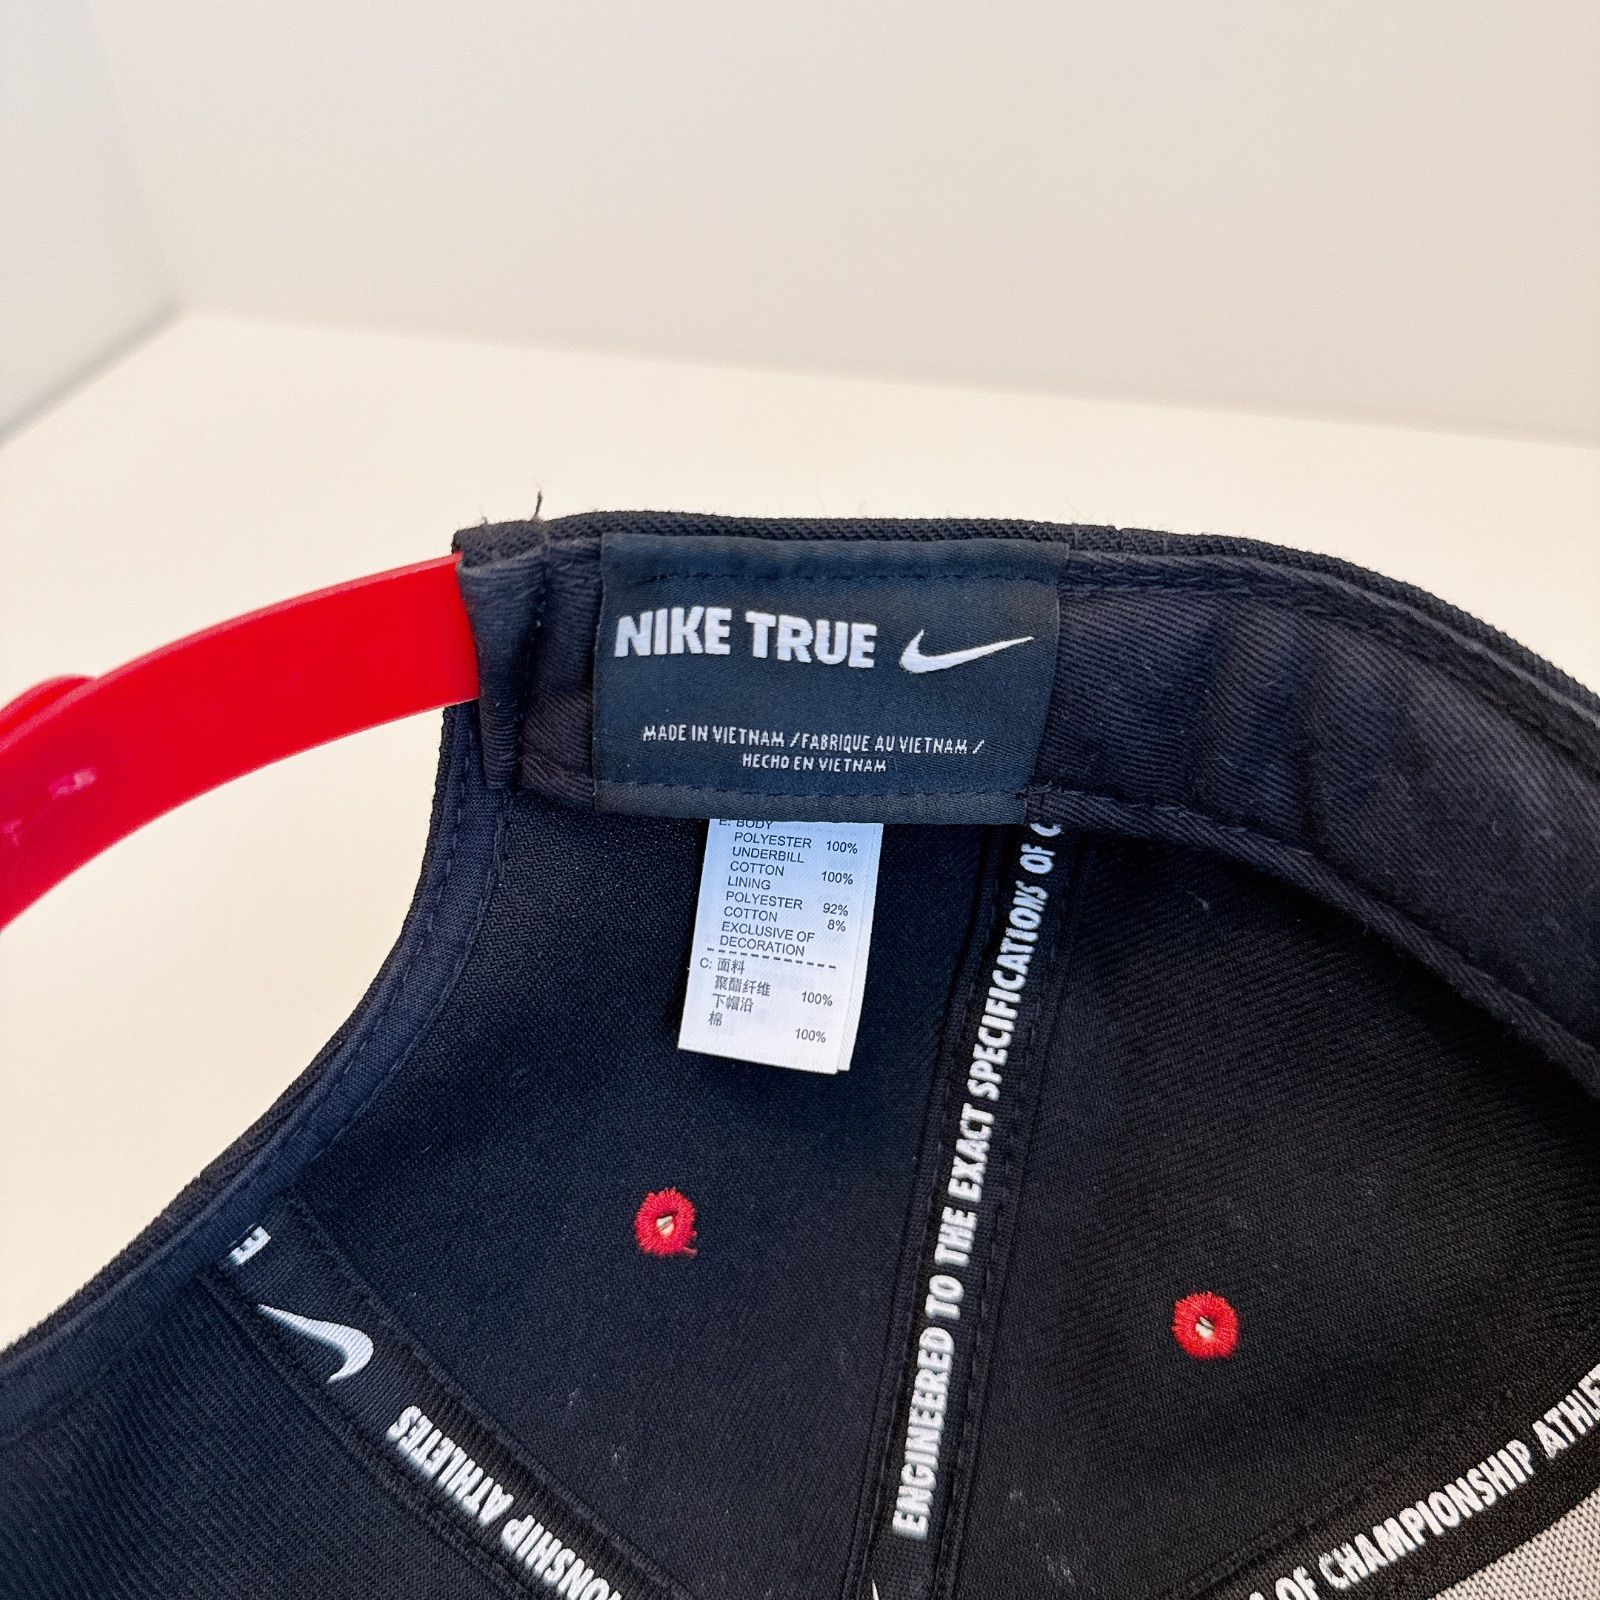 NIKE TRUE
MADE IN VIETNAM / FABRIQUE AU VIETNAM /
HECHO EN VIETNAM
E: BODY
POLYESTER 100%
UNDERBILL
COTTON 100%
LINING
POLYESTER 92%
COTTON 8%
EXCLUSIVE OF
DECORATION
C: 面料
聚酯纤维 100%
下帽沿
棉 100%
ENGINEERED TO THE EXACT SPECIFICATIONS OF C
E
ONSHIP ATHLETES
OF CHAMPIONSHIP ATHLE